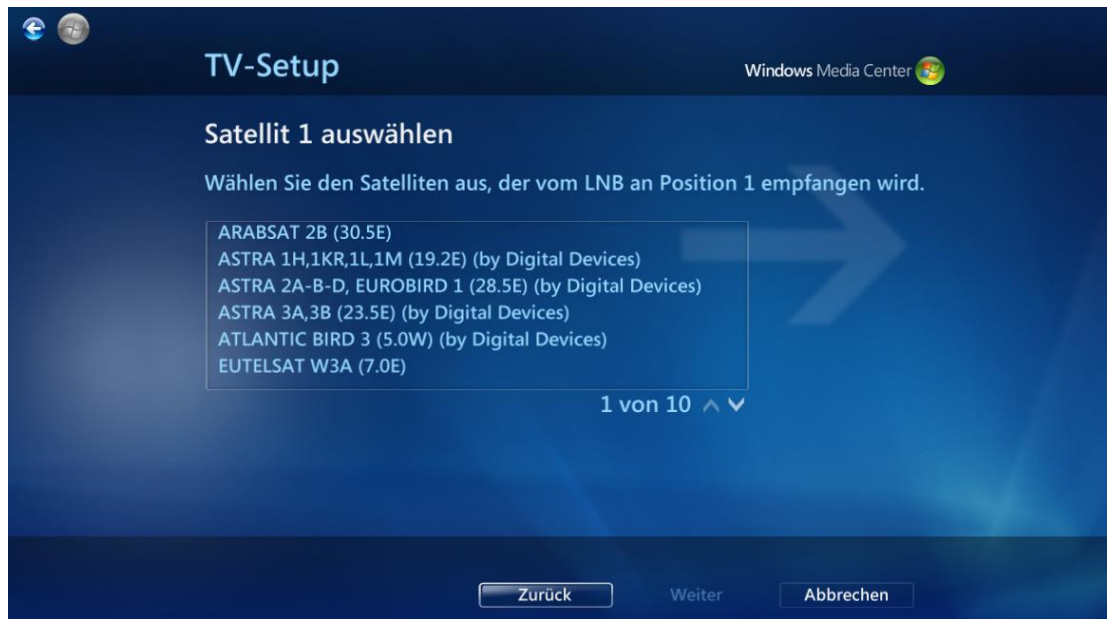 TV-Setup
Windows Media Center
Satellit 1 auswählen
Wählen Sie den Satelliten aus, der vom LNB an Position 1 empfangen wird.
ARABSAT 2B (30.5E)
ASTRA 1H,1KR,1L,1M (19.2E) (by Digital Devices)
ASTRA 2A-B-D, EUROBIRD 1 (28.5E) (by Digital Devices)
ASTRA 3A,3B (23.5E) (by Digital Devices)
ATLANTIC BIRD 3 (5.0W) (by Digital Devices)
EUTELSAT W3A (7.0E)
1 von 10
Zurück Weiter Abbrechen